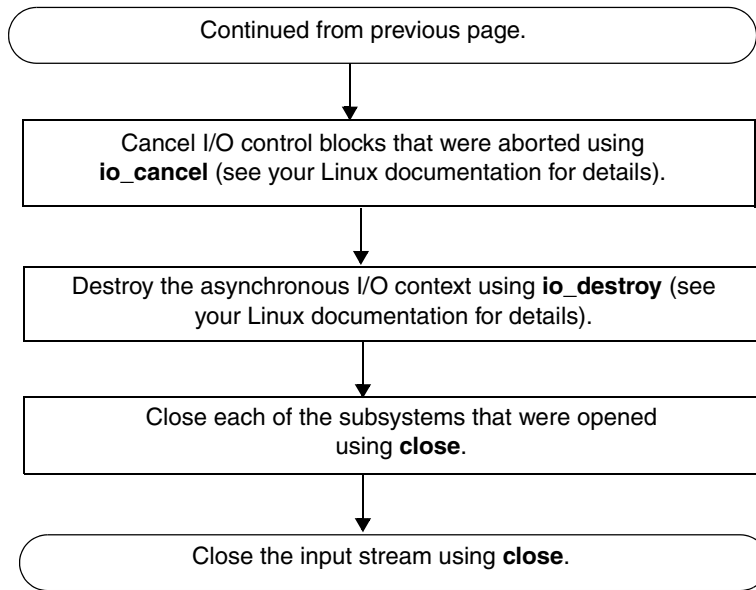 Continued from previous page.
Cancel I/O control blocks that were aborted using
io_cancel (see your Linux documentation for details).
Destroy the asynchronous I/O context using io_destroy (see
your Linux documentation for details).
Close each of the subsystems that were opened
using close.
Close the input stream using close.